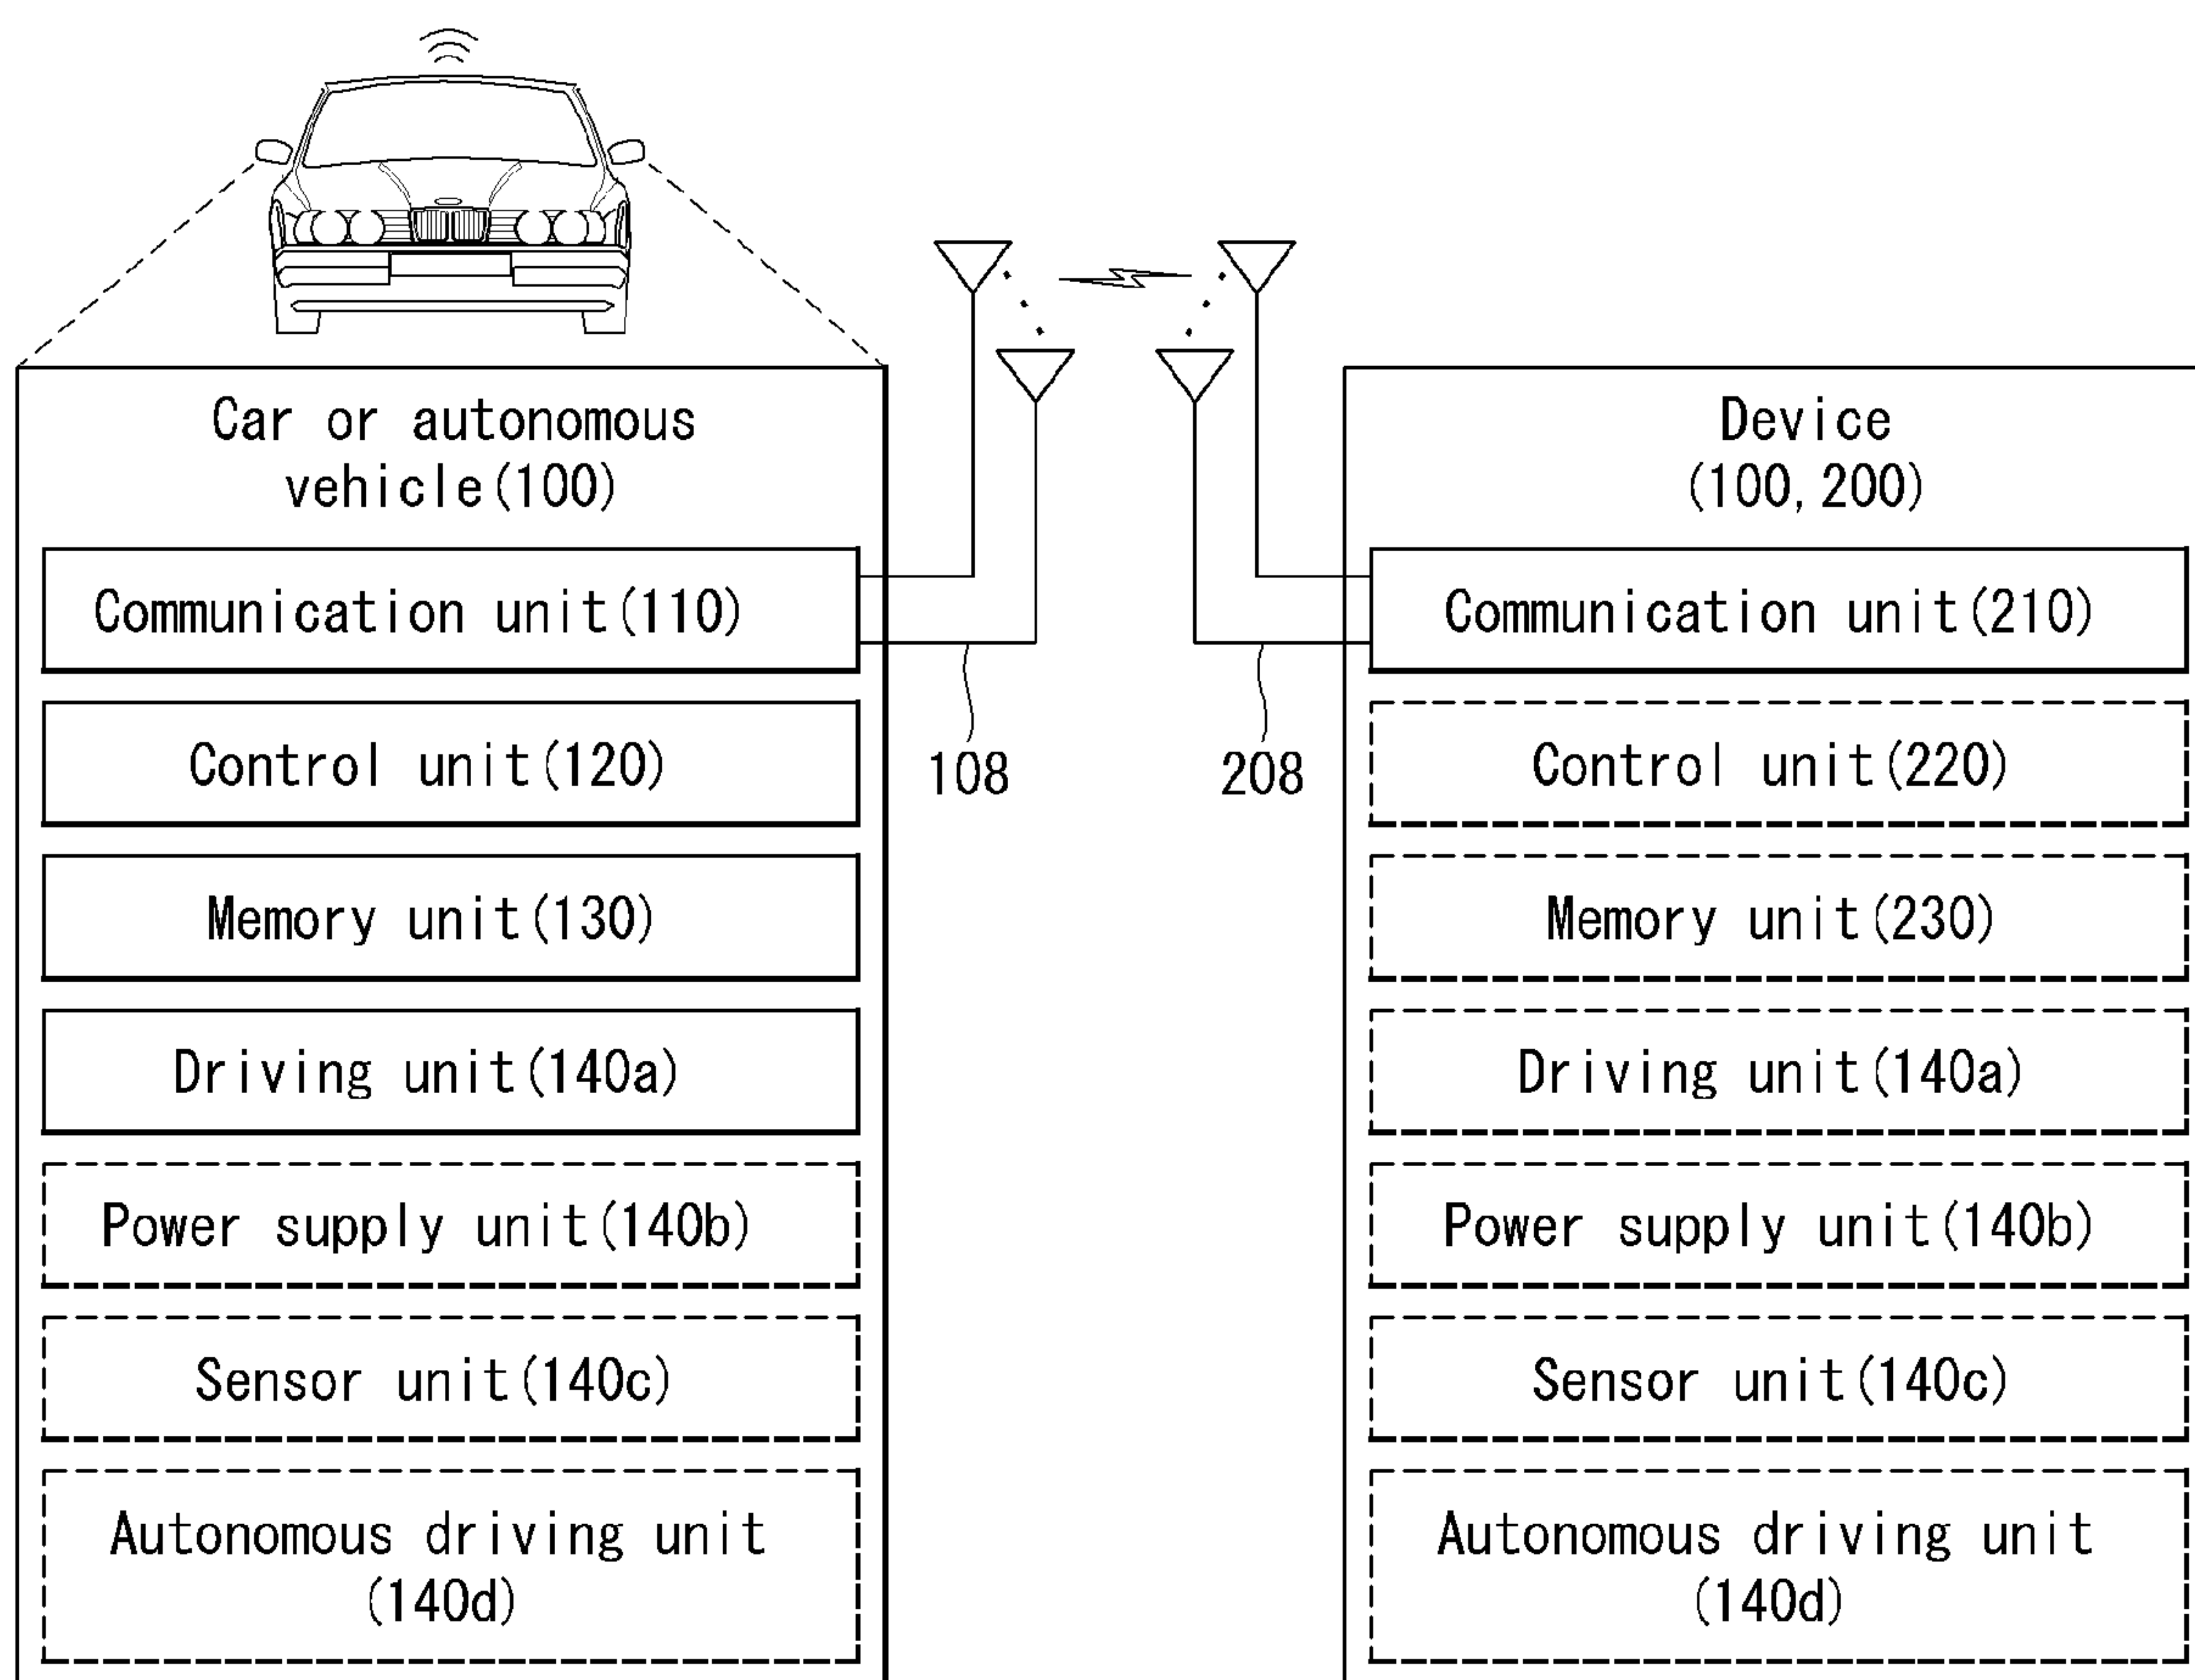 Car or autonomous
vehicle(100)
Communication unit(110)
Control unit(120)
Memory unit(130)
Driving unit(140a)
Power supply unit(140b)
Sensor unit(140c)
Autonomous driving unit
(140d)
108
208
Device
(100,200)
Communication unit(210)
Control unit(220)
Memory unit(230)
Driving unit(140a)
Power supply unit(140b)
Sensor unit(140c)
Autonomous driving unit
(140d)